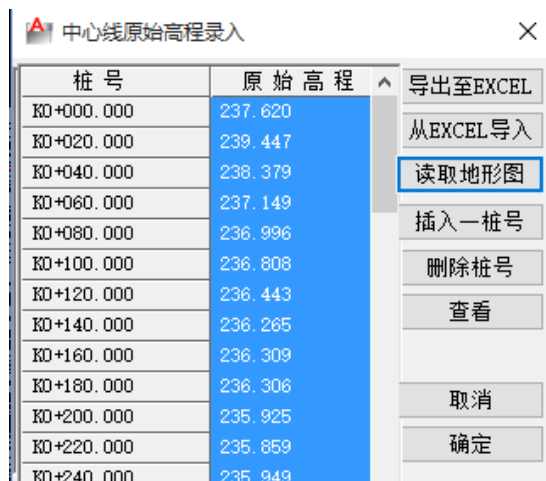 中心线原始高程录入
桩号 原始高程
K0+000.000 237.620
K0+020.000 239.447
K0+040.000 238.379
K0+060.000 237.149
K0+080.000 236.996
K0+100.000 236.808
K0+120.000 236.443
K0+140.000 236.265
K0+160.000 236.309
K0+180.000 236.306
K0+200.000 235.925
K0+220.000 235.859
K0+240.000 235.949
导出至EXCEL
从EXCEL导入
读取地形图
插入一桩号
删除桩号
查看
取消
确定